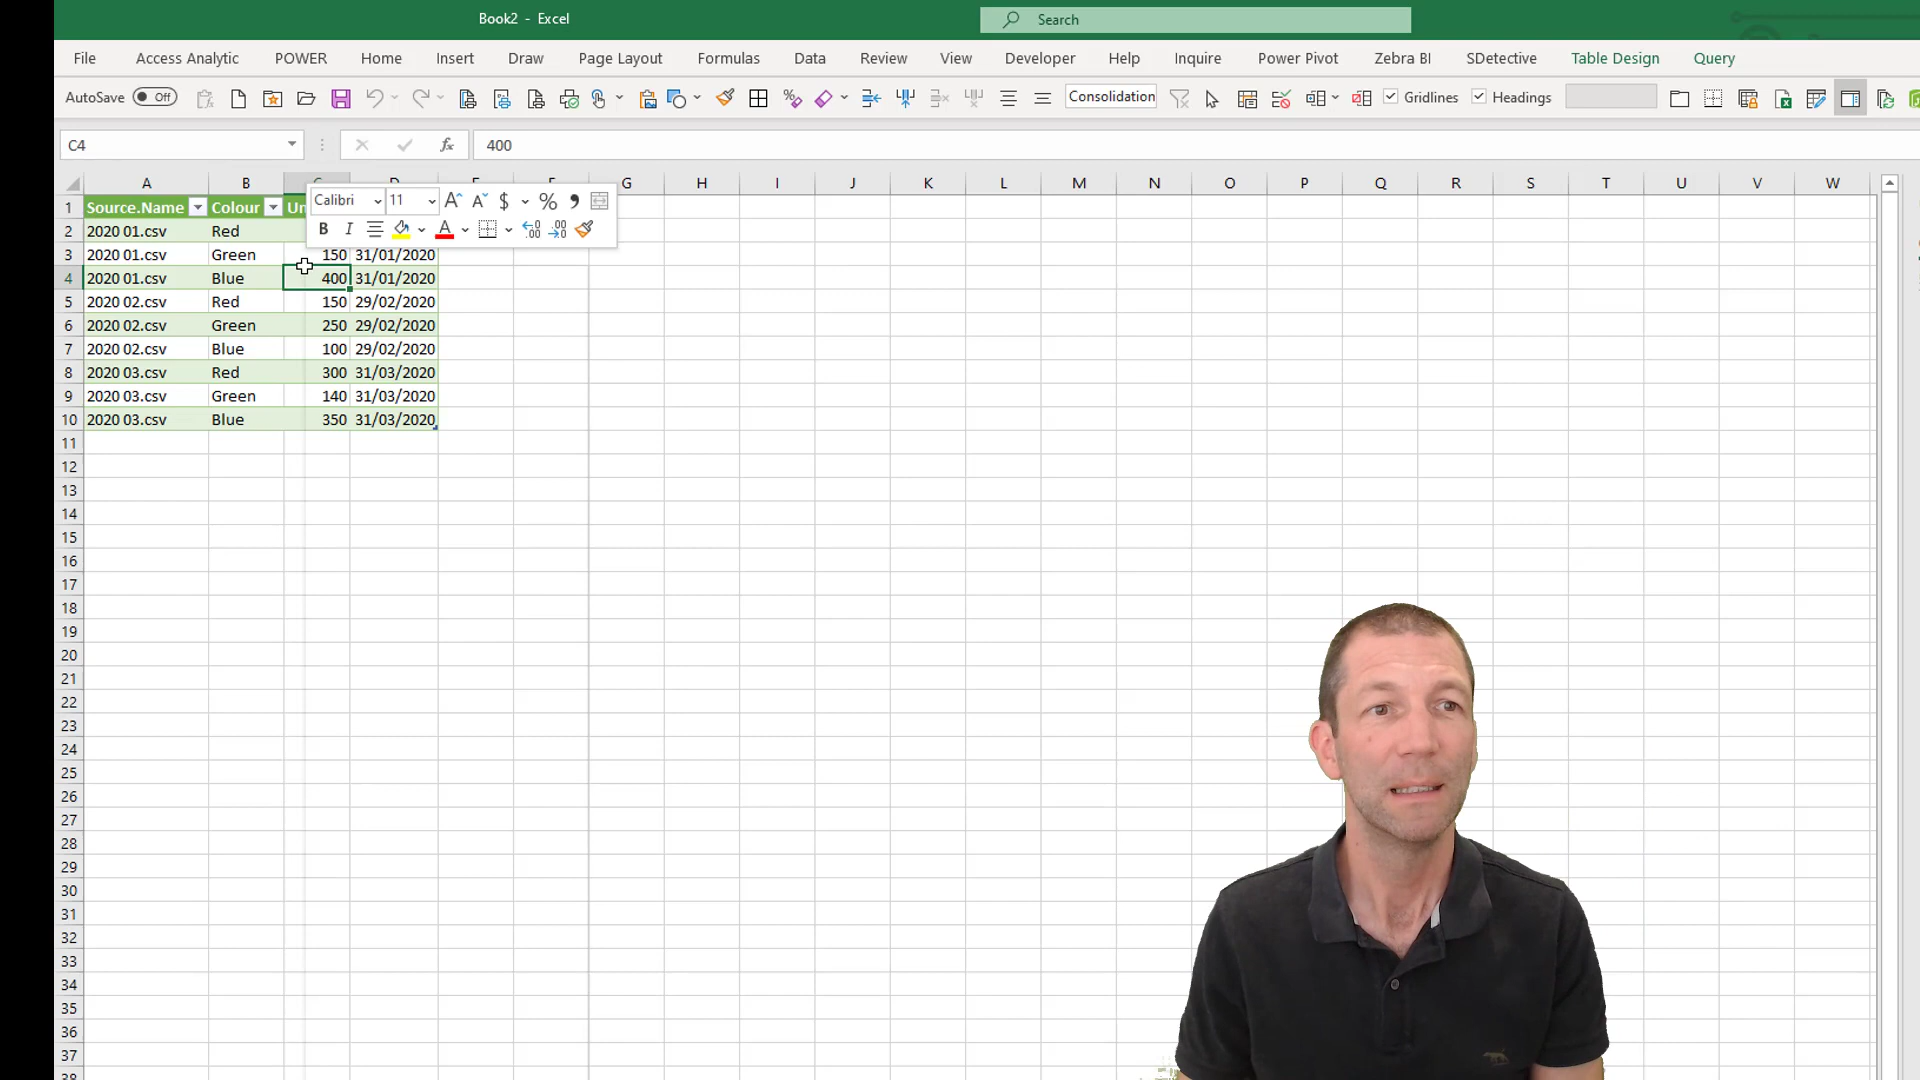 Book2 - Excel
Search
File Access Analytic POWER Home Insert Draw Page Layout Formulas Data Review View Developer Help Inquire Power Pivot Zebra BI SDetective Table Design Query
AutoSave Off Consolidation Gridlines Headings
C4 fx 400
A B C D G H I J K L M N O P Q R S T U V W
Calibri 11 $ %
B I A
1 Source.Name Colour Un
2 2020 01.csv Red
3 2020 01.csv Green 150 31/01/2020
4 2020 01.csv Blue 400 31/01/2020
5 2020 02.csv Red 150 29/02/2020
6 2020 02.csv Green 250 29/02/2020
7 2020 02.csv Blue 100 29/02/2020
8 2020 03.csv Red 300 31/03/2020
9 2020 03.csv Green 140 31/03/2020
10 2020 03.csv Blue 350 31/03/2020
11
12
13
14
15
16
17
18
19
20
21
22
23
24
25
26
27
28
29
30
31
32
33
34
35
36
37
38